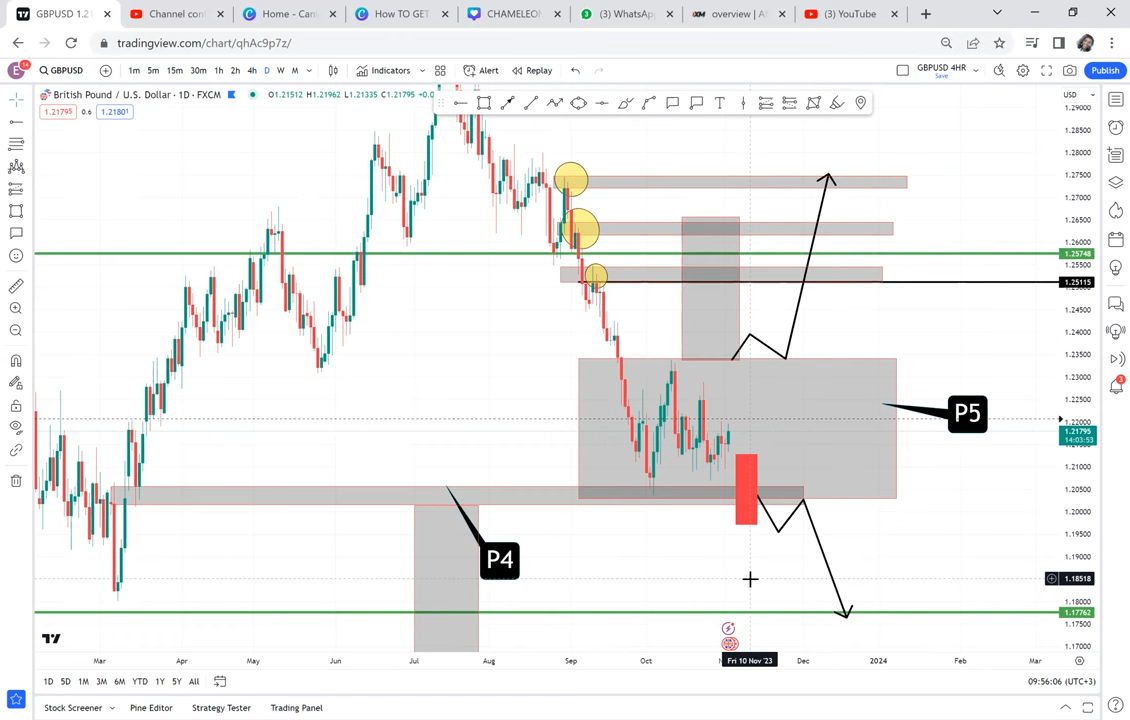 GBPUSD 1.21
Channel con
Home - Can
How TO GET
CHAMELEON
(3) WhatsAp
overview | A
(3) YouTube
tradingview.com/chart/qhAc9p7z/
E 14 GBPUSD 1m 5m 15m 30m 1h 2h 4h D W M Indicators Alert Replay GBPUSD 4HR Save Publish
British Pound / U.S. Dollar · 1D · FXCM O1.21512 H1.21962 L1.21335 C1.21795 USD
1.21795 0.6 1.21801
1.29000
1.28500
1.28000
1.27500
1.27000
1.26500
1.26000
1.25748
1.25500
1.25115
1.24500
1.24000
1.23500
1.23000
1.22500
P5
1.22000
1.21795
14:03:53
1.21000
1.20500
1.20000
1.19500
P4
1.19000
1.18518
1.18000
1.17762
1.17500
1.17000
Mar Apr May Jun Jul Aug Sep Oct Fri 10 Nov '23 Dec 2024 Feb Mar
1D 5D 1M 3M 6M YTD 1Y 5Y All 09:56:06 (UTC+3)
Stock Screener Pine Editor Strategy Tester Trading Panel